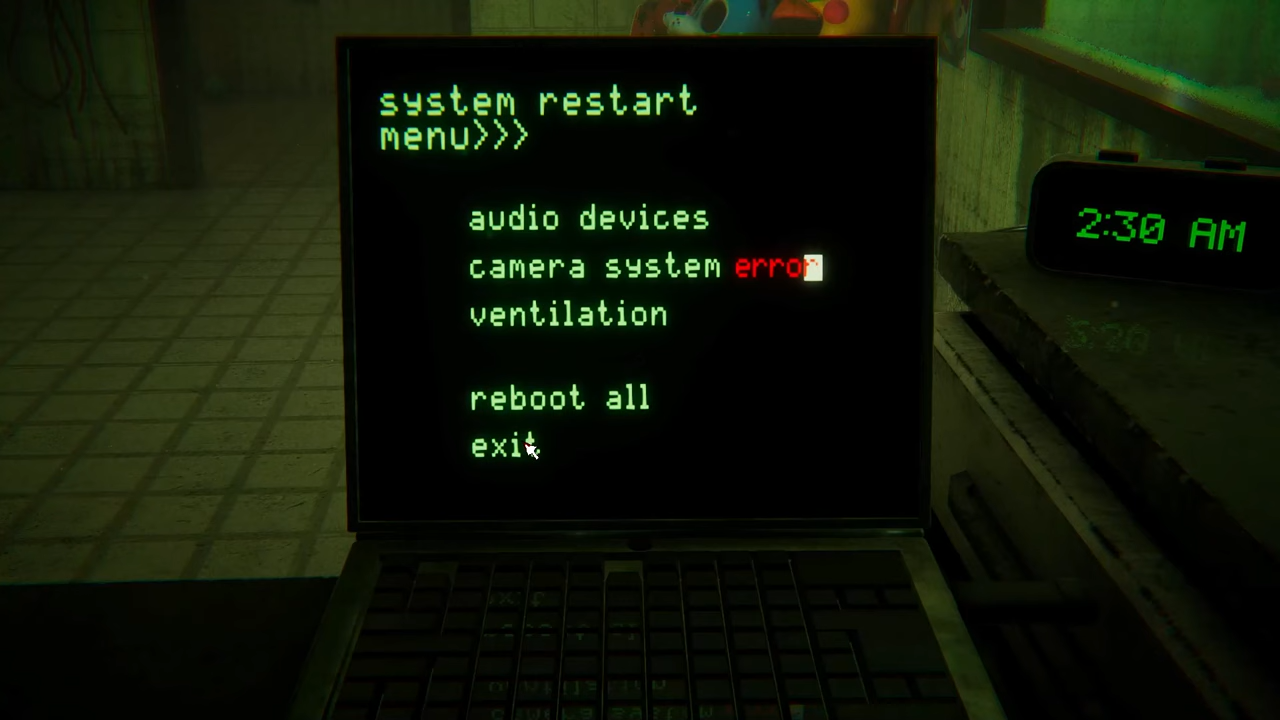 system restart
menu>>>
audio devices
camera system error
ventilation
reboot all
exit
2:30 AM